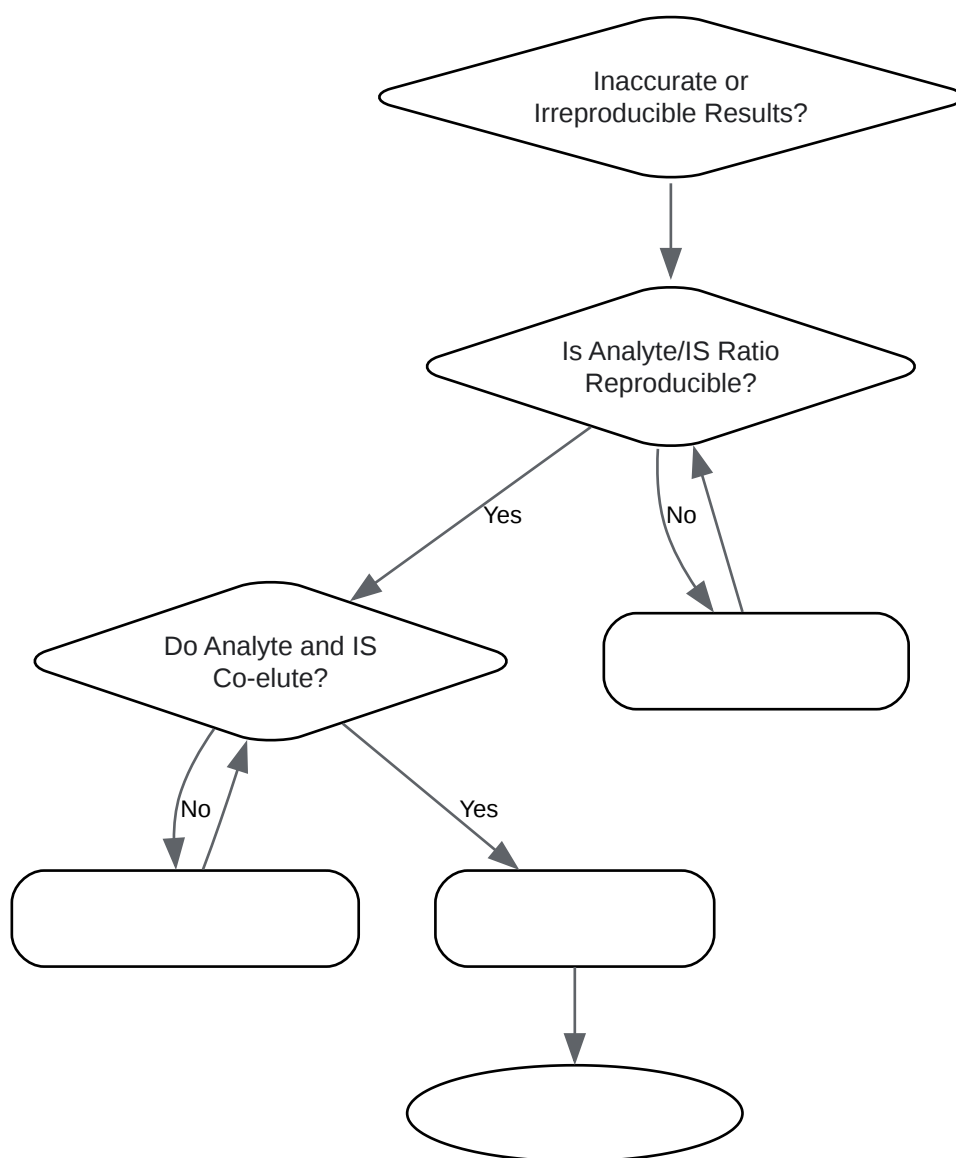 Inaccurate or
Irreproducible Results?
Is Analyte/IS Ratio
Reproducible?
Yes
No
Do Analyte and IS
Co-elute?
No
Yes